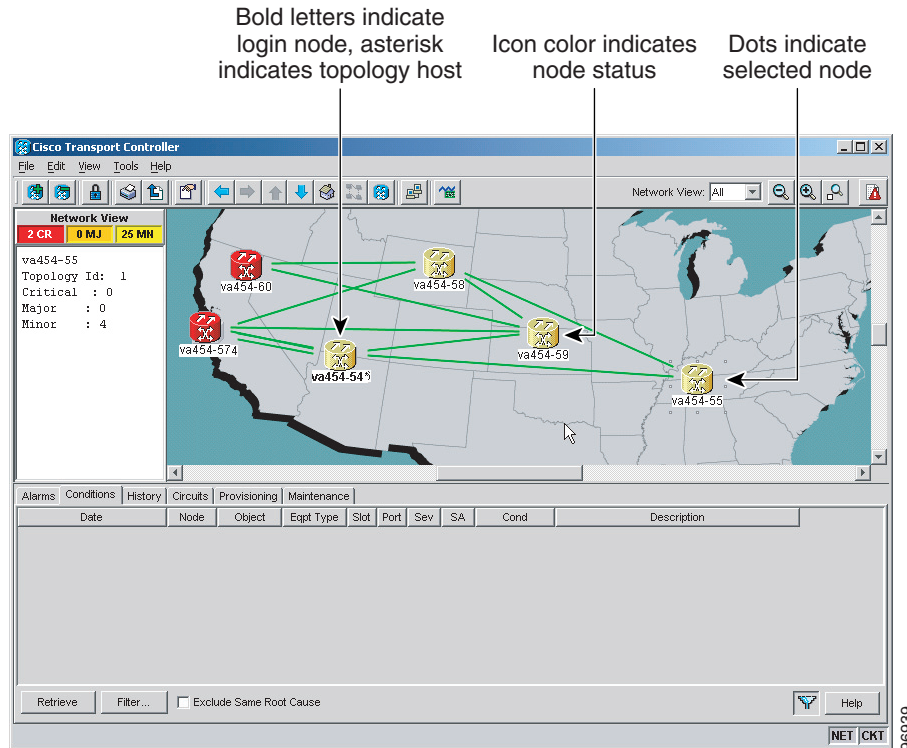 Bold letters indicate
login node, asterisk
indicates topology host
Icon color indicates
node status
Dots indicate
selected node
Cisco Transport Controller
File Edit View Tools Help
Network View: All
Network View
2 CR 0 MJ 25 MN
va454-55
Topology Id: 1
Critical : 0
Major : 0
Minor : 4
va454-60
va454-58
va454-574
va454-59
va454-54*)
va454-55
Alarms Conditions History Circuits Provisioning Maintenance
Date Node Object Eqpt Type Slot Port Sev SA Cond Description
Retrieve Filter... Exclude Same Root Cause Help
NET CKT